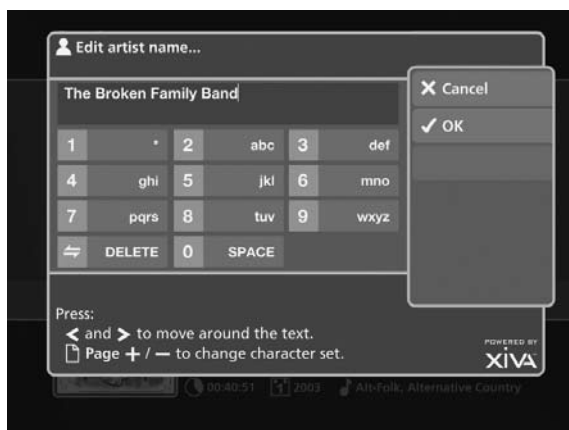 Edit artist name...
The Broken Family Band
Cancel
OK
1 * 2 abc 3 def
4 ghi 5 jkl 6 mno
7 pqrs 8 tuv 9 wxyz
DELETE 0 SPACE
Press:
< and > to move around the text.
Page + / − to change character set.
POWERED BY
XiVA
00:40:51 1 2003 Alt-Folk, Alternative Country